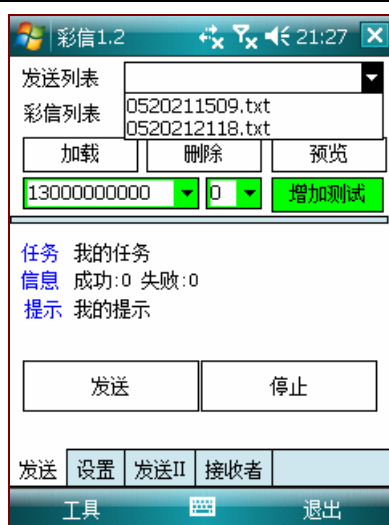 彩信1.2 21:27
发送列表
0520211509.txt
彩信列表
0520212118.txt
加载 删除 预览
13000000000 0 增加测试
任务 我的任务
信息 成功:0 失败:0
提示 我的提示
发送 停止
发送 设置 发送II 接收者
工具 退出